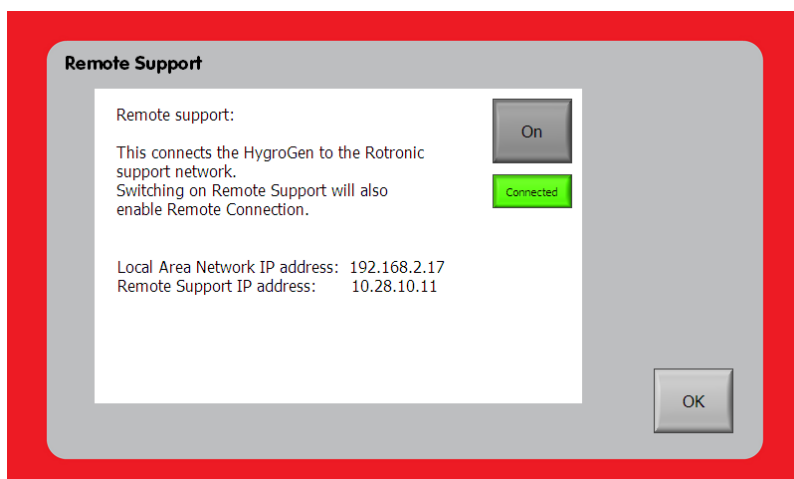 Remote Support
Remote support:
On
This connects the HygroGen to the Rotronic
support network.
Switching on Remote Support will also
enable Remote Connection.
Connected
Local Area Network IP address: 192.168.2.17
Remote Support IP address: 10.28.10.11
OK